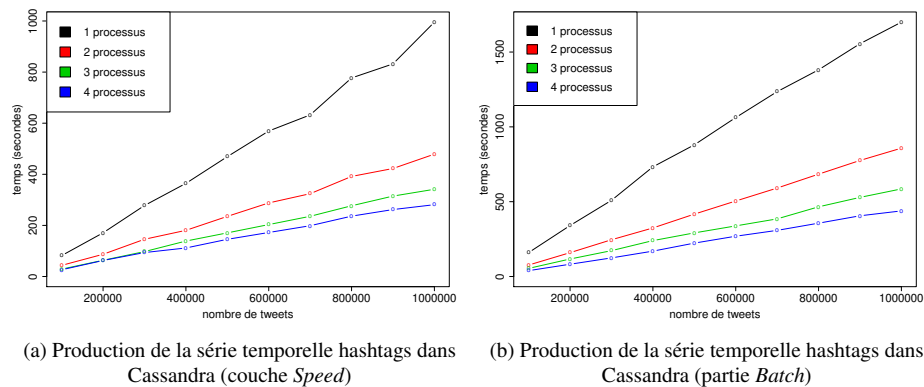 1 processus
2 processus
3 processus
4 processus
temps (secondes)
0
200
400
600
800
1000
200000
400000
600000
800000
1000000
nombre de tweets
1 processus
2 processus
3 processus
4 processus
temps (secondes)
0
500
1000
1500
200000
400000
600000
800000
1000000
nombre de tweets
(a) Production de la série temporelle hashtags dans
Cassandra (couche Speed)
(b) Production de la série temporelle hashtags dans
Cassandra (partie Batch)